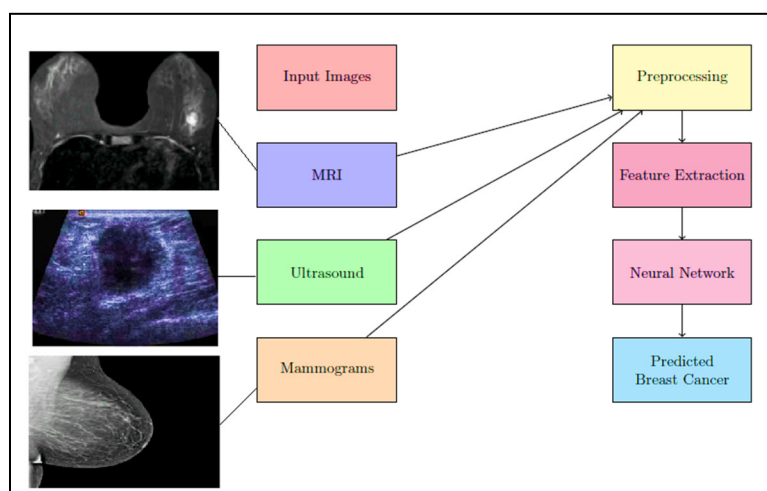 Input Images
MRI
Ultrasound
Mammograms
Preprocessing
Feature Extraction
Neural Network
Predicted
Breast Cancer